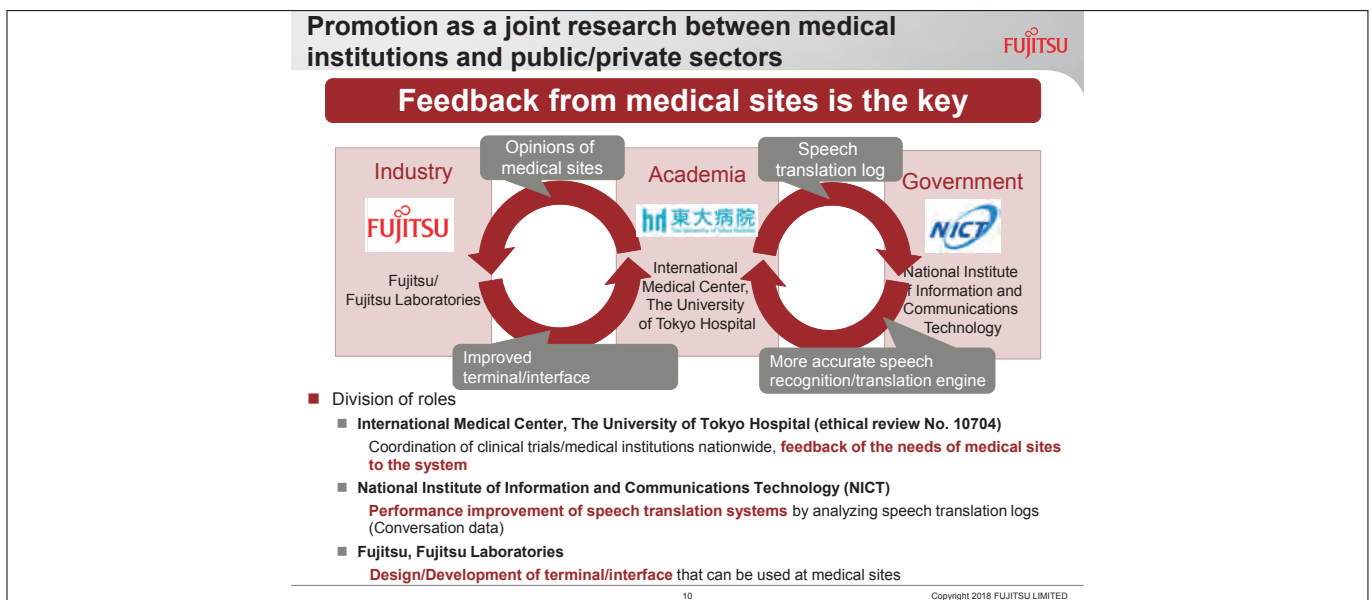 Promotion as a joint research between medical
institutions and public/private sectors
FUJITSU
Feedback from medical sites is the key
Opinions of
medical sites
Speech
translation log
Industry
Academia
Government
FUJITSU
東大病院
The University of Tokyo Hospital
NICT
Fujitsu/
Fujitsu Laboratories
International
Medical Center,
The University
of Tokyo Hospital
National Institute
f Information and
Communications
Technology
Improved
terminal/interface
More accurate speech
recognition/translation engine
Division of roles
International Medical Center, The University of Tokyo Hospital (ethical review No. 10704)
Coordination of clinical trials/medical institutions nationwide, feedback of the needs of medical sites
to the system
National Institute of Information and Communications Technology (NICT)
Performance improvement of speech translation systems by analyzing speech translation logs
(Conversation data)
Fujitsu, Fujitsu Laboratories
Design/Development of terminal/interface that can be used at medical sites
10
Copyright 2018 FUJITSU LIMITED